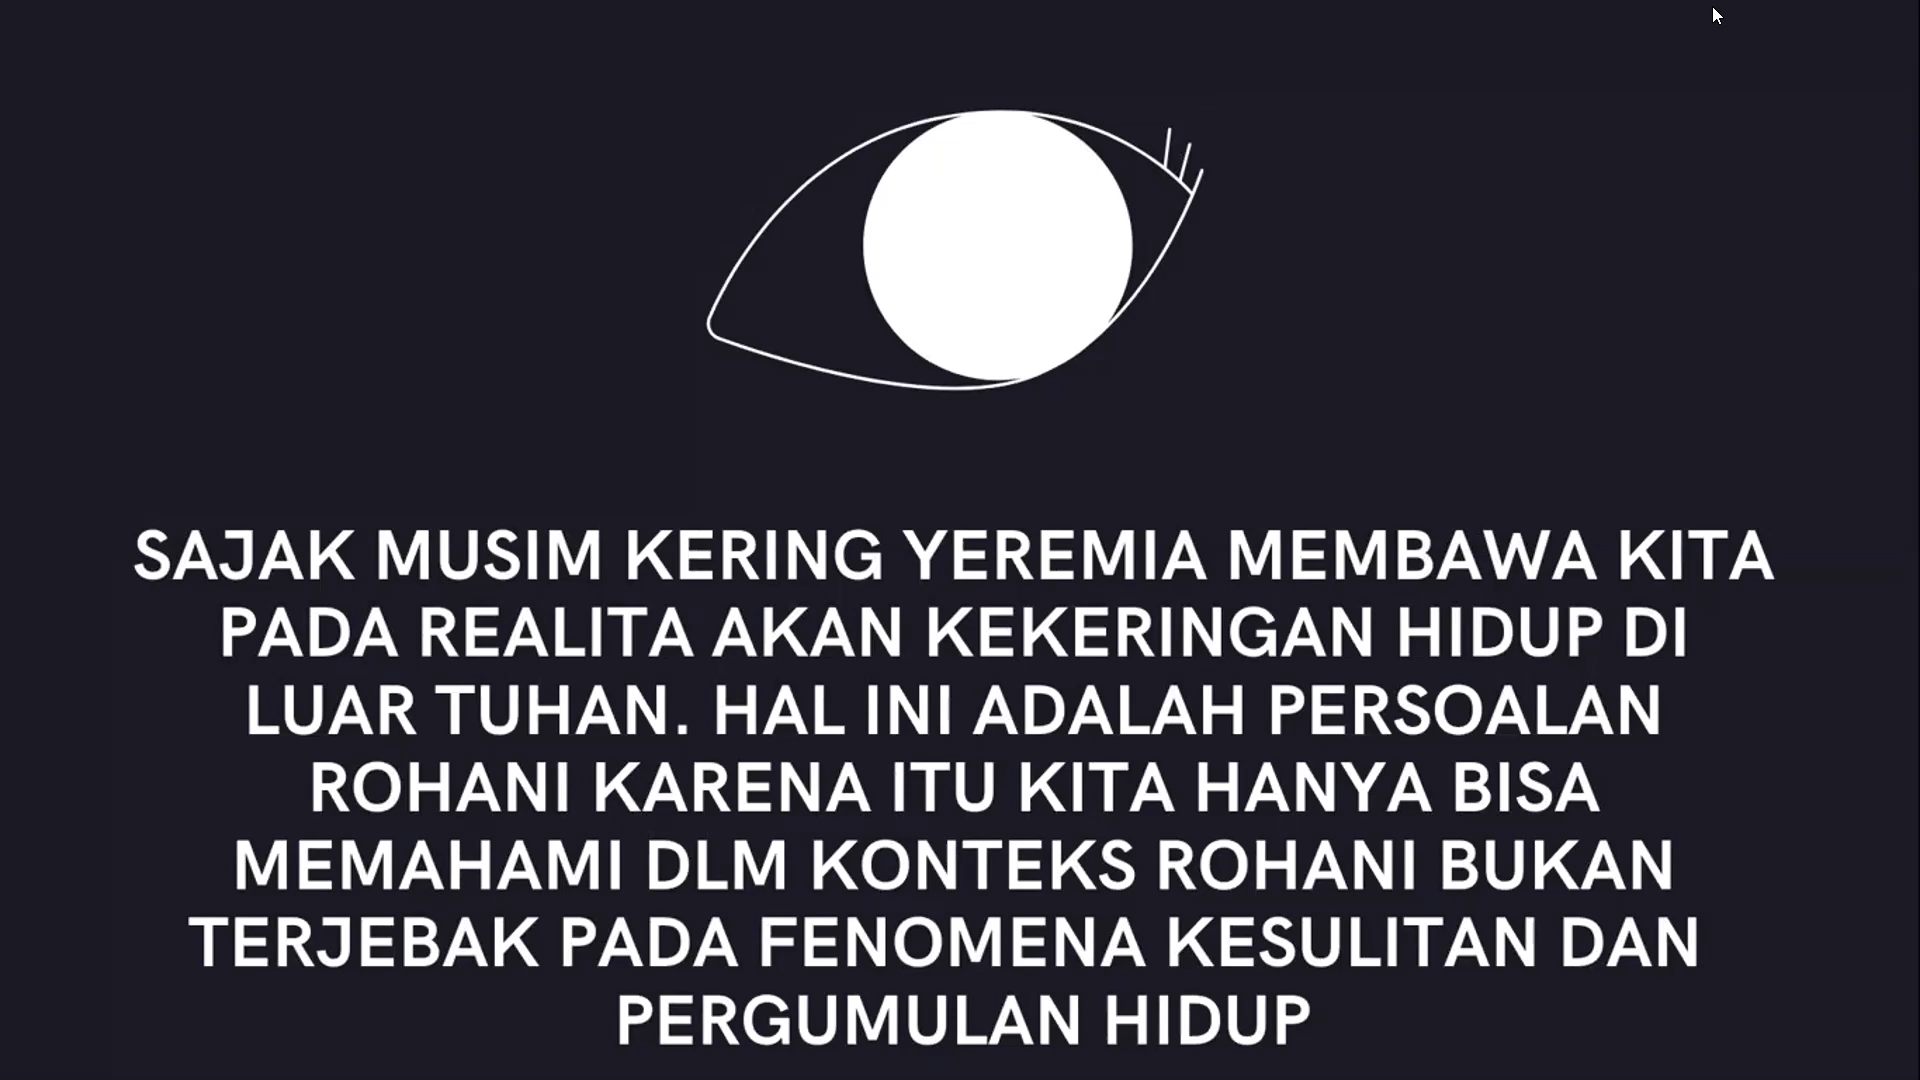 SAJAK MUSIM KERING YEREMIA MEMBAWA KITA
PADA REALITA AKAN KEKERINGAN HIDUP DI
LUAR TUHAN. HAL INI ADALAH PERSOALAN
ROHANI KARENA ITU KITA HANYA BISA
MEMAHAMI DLM KONTEKS ROHANI BUKAN
TERJEBAK PADA FENOMENA KESULITAN DAN
PERGUMULAN HIDUP